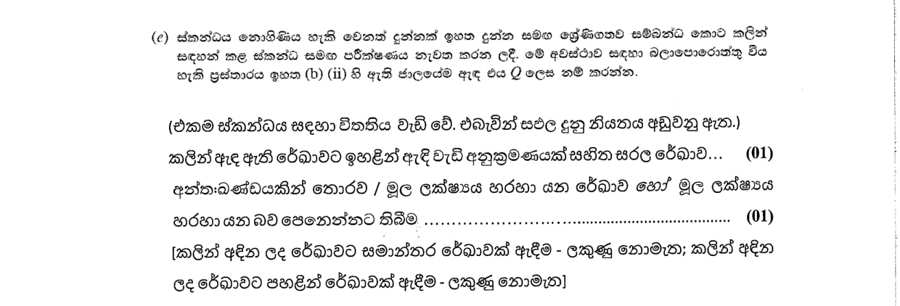 (c) ස්කන්ධය නොගිණිය හැකි වෙනත් දුන්නක් ඉහත දුන්න සමඟ ශ්‍රේණිගතව සම්බන්ධ කොට කලින්
සඳහන් කළ ස්කන්ධ සමඟ පරීක්ෂණය නැවත කරන ලදී. මේ අවස්ථාව සඳහා බලාපොරොත්තු විය
හැකි ප්‍රස්තාරය ඉහත (b) (ii) හි ඇති ජාලයේම ඇඳ එය Q ලෙස නම් කරන්න.
(එකම ස්කන්ධය සඳහා විතතිය වැඩි වේ. එබැවින් සඵල දුනු නියතය අඩුවනු ඇත.)
කලින් ඇඳ ඇති රේඛාවට ඉහළින් ඇඳි වැඩි අනුක්‍රමණයක් සහිත සරල රේඛාව... (01)
අන්තඃඛණ්ඩයකින් තොරව / මූල ලක්ෂ්‍යය හරහා යන රේඛාව හෝ මූල ලක්ෂ්‍යය
හරහා යන බව පෙනෙන්නට තිබීම ................................................................................ (01)
[කලින් අඳින ලද රේඛාවට සමාන්තර රේඛාවක් ඇඳීම - ලකුණු නොමැත; කලින් අඳින
ලද රේඛාවට පහළින් රේඛාවක් ඇඳීම - ලකුණු නොමැත]